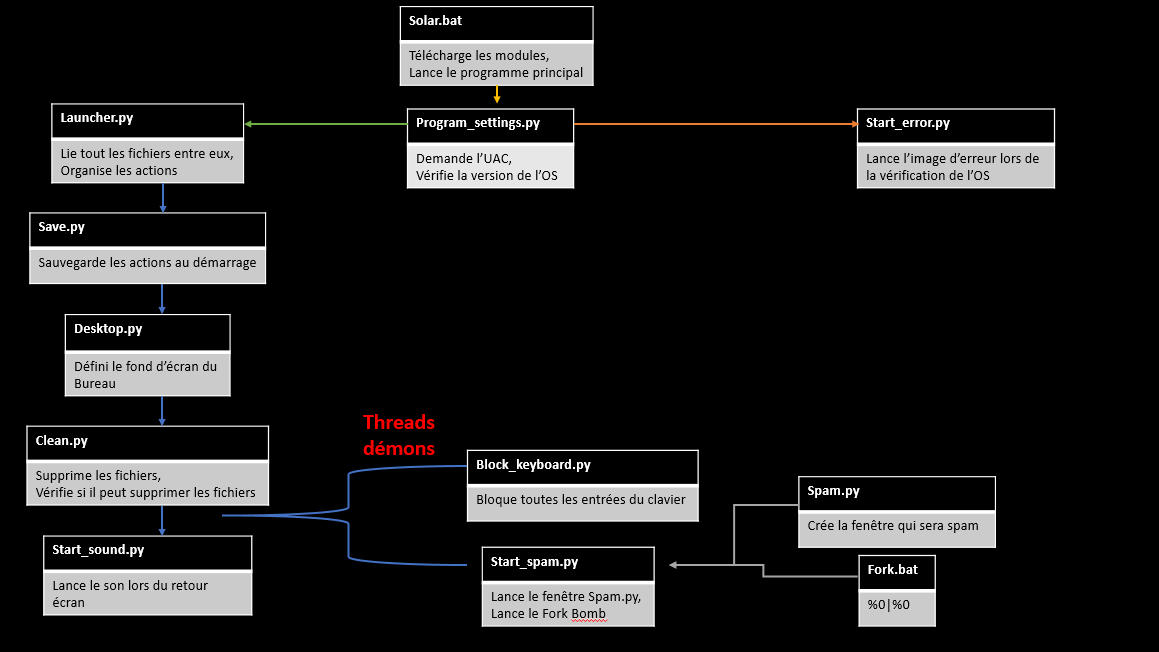 Solar.bat
Télécharge les modules,
Lance le programme principal
Launcher.py
Lie tout les fichiers entre eux,
Organise les actions
Program_settings.py
Demande l’UAC,
Vérifie la version de l’OS
Start_error.py
Lance l’image d’erreur lors de
la vérification de l’OS
Save.py
Sauvegarde les actions au démarrage
Desktop.py
Défini le fond d’écran du
Bureau
Clean.py
Supprime les fichiers,
Vérifie si il peut supprimer les fichiers
Start_sound.py
Lance le son lors du retour
écran
Threads
démons
Block_keyboard.py
Bloque toutes les entrées du clavier
Start_spam.py
Lance le fenêtre Spam.py,
Lance le Fork Bomb
Spam.py
Crée la fenêtre qui sera spam
Fork.bat
%0|%0